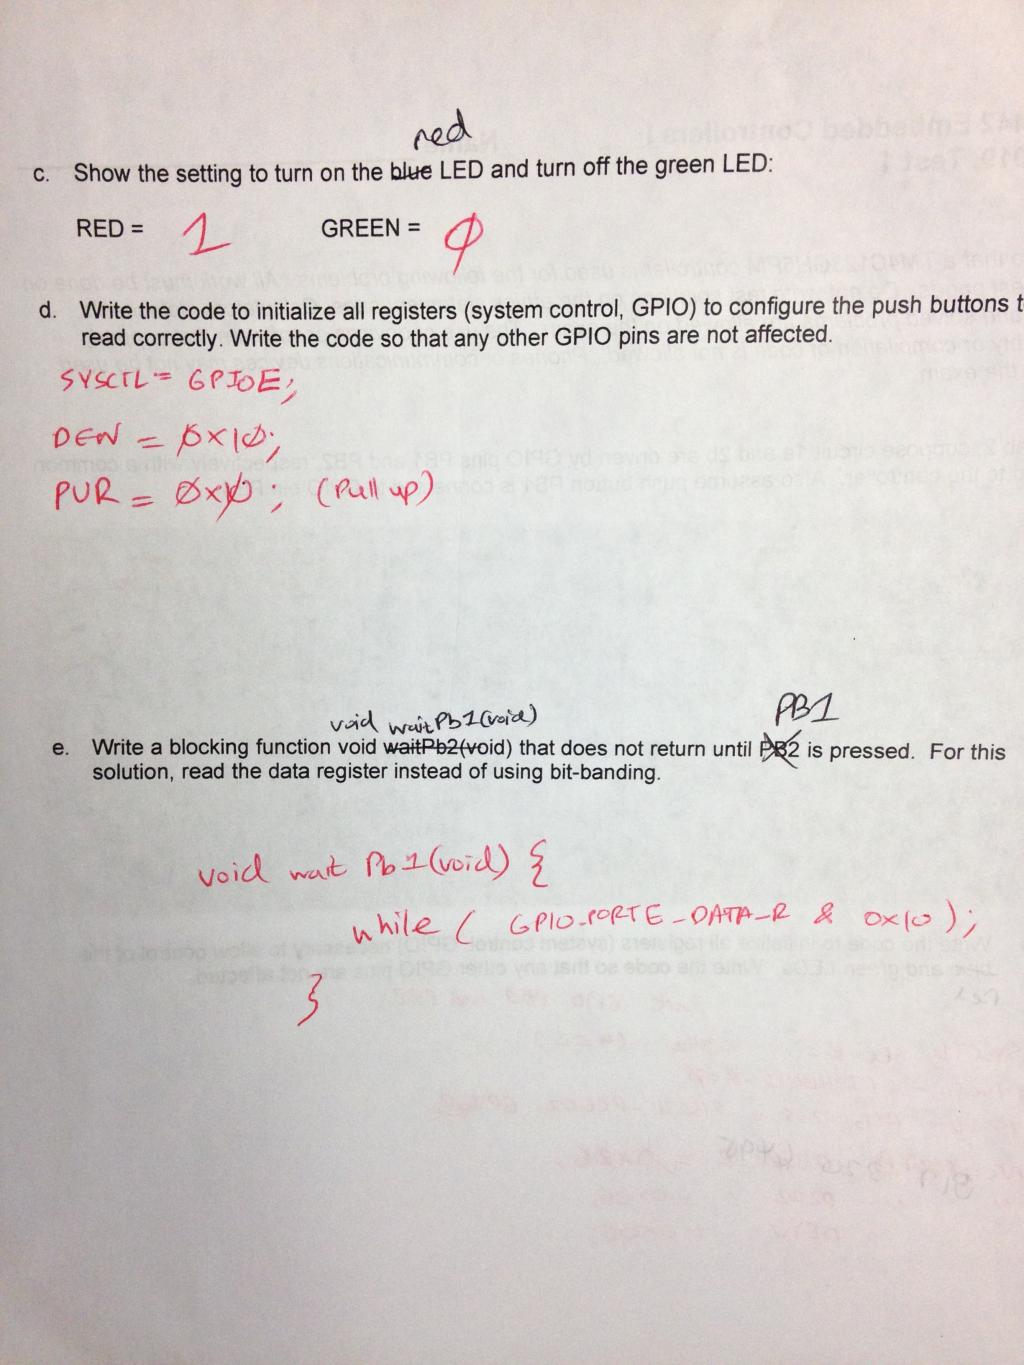 red
c. Show the setting to turn on the blue LED and turn off the green LED:
RED = 1 GREEN = 0
d. Write the code to initialize all registers (system control, GPIO) to configure the push buttons t
read correctly. Write the code so that any other GPIO pins are not affected.
SYSCTL = GPIOE;
DEN = 0x10;
PUR = 0x10; (Pull up)
void waitPb1(void) PB1
e. Write a blocking function void waitPb2(void) that does not return until PB2 is pressed. For this
solution, read the data register instead of using bit-banding.
void wait Pb1(void) {
while ( GPIO_PORTE_DATA_R & 0x10 );
}